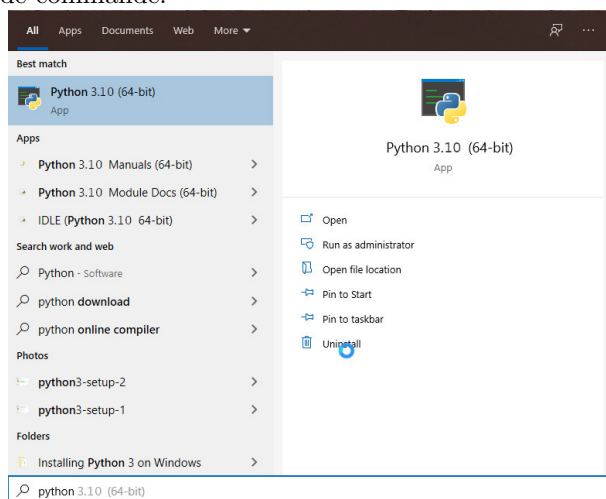 de commande.
All Apps Documents Web More
Best match
Python 3.10 (64-bit)
App
Apps
Python 3.10 Manuals (64-bit)
Python 3.10 Module Docs (64-bit)
IDLE (Python 3.10 64-bit)
Search work and web
Python - Software
python download
python online compiler
Photos
python3-setup-2
python3-setup-1
Folders
Installing Python 3 on Windows
python 3.10 (64-bit)
Python 3.10 (64-bit)
App
Open
Run as administrator
Open file location
Pin to Start
Pin to taskbar
Uninstall